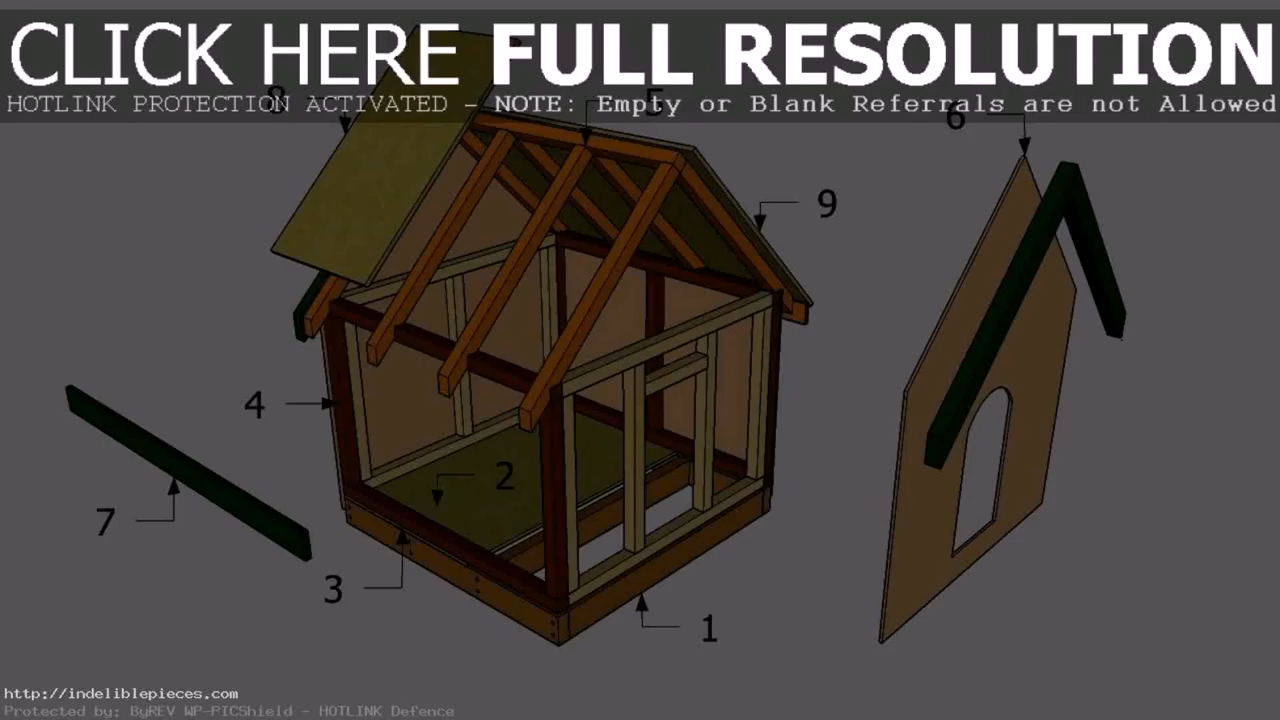 CLICK HERE FULL RESOLUTION
HOTLINK PROTECTION ACTIVATED – NOTE: Empty or Blank Referrals are not Allowed
8
5
6
9
4
2
7
3
1
http://indeliblepieces.com
Protected by: ByREV WP-PICShield – HOTLINK Defence